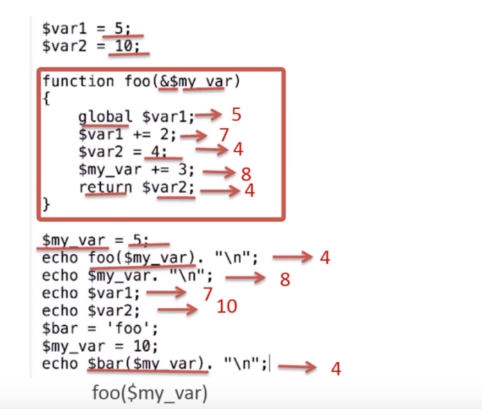 $var1 = 5;
$var2 = 10;
function foo(&$my_var)
{
global $var1; → 5
$var1 += 2; → 7
$var2 = 4; → 4
$my_var += 3; → 8
return $var2; → 4
}
$my_var = 5;
echo foo($my_var). "\n"; → 4
echo $my_var. "\n"; → 8
echo $var1; → 7
echo $var2; → 10
$bar = 'foo';
$my_var = 10;
echo $bar($my_var). "\n"; → 4
foo($my_var)